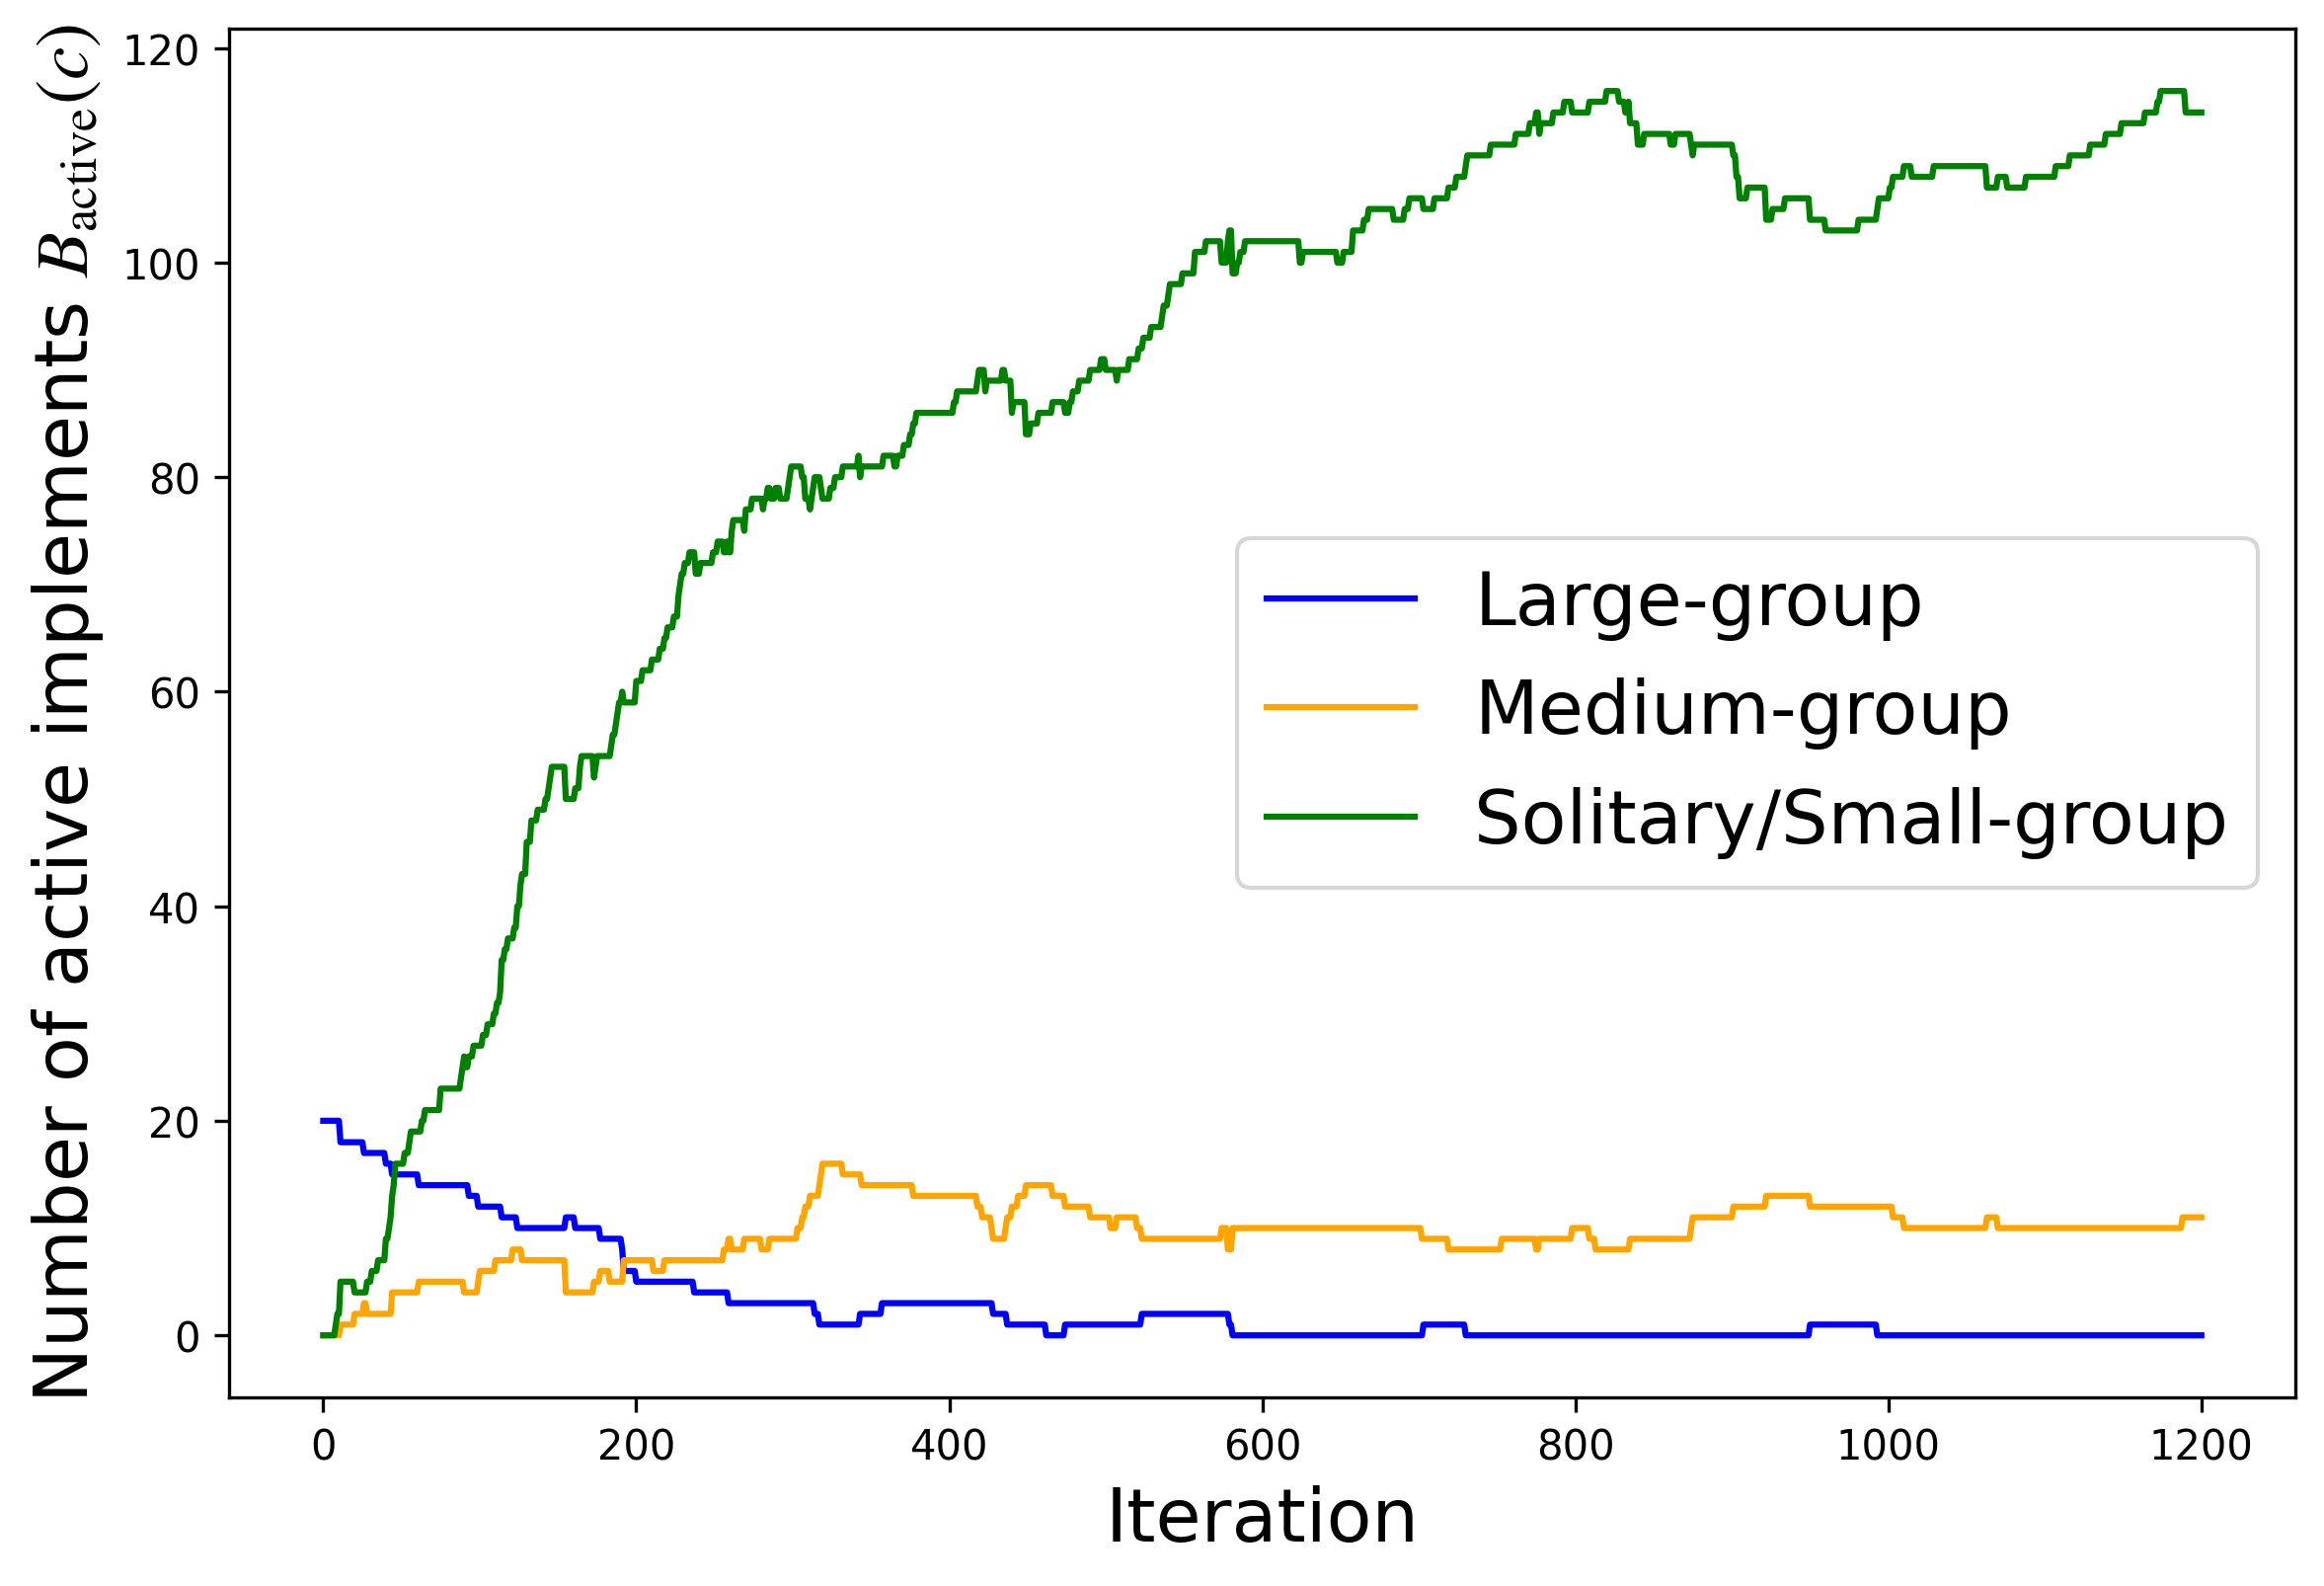 Number of active implements B_active(c)
120
100
80
60
40
20
0
Large-group
Medium-group
Solitary/Small-group
0 200 400 600 800 1000 1200
Iteration